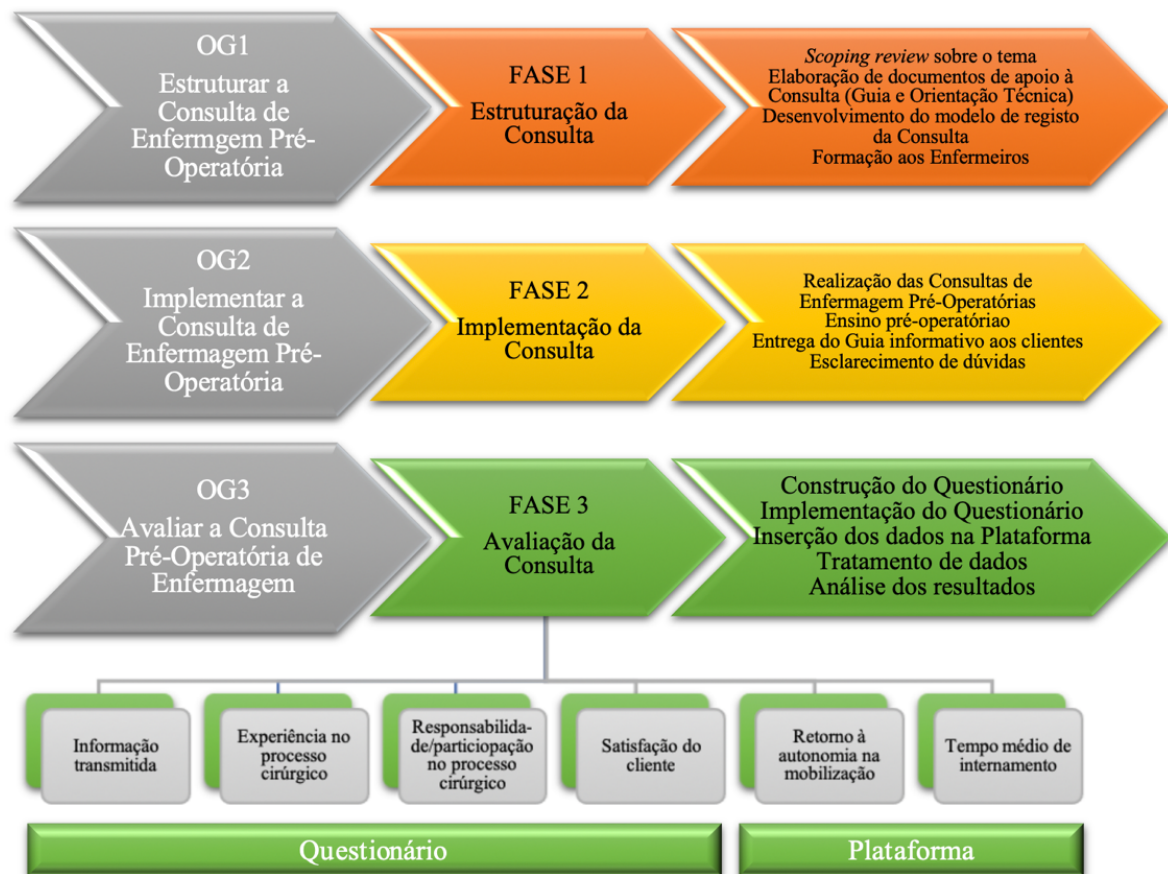 OG1
Estruturar a
Consulta de
Enfermgem Pré-
Operatória
FASE 1
Estruturação da
Consulta
Scoping review sobre o tema
Elaboração de documentos de apoio à
Consulta (Guia e Orientação Técnica)
Desenvolvimento do modelo de registo
da Consulta
Formação aos Enfermeiros
OG2
Implementar a
Consulta de
Enfermagem Pré-
Operatória
FASE 2
Implementação da
Consulta
Realização das Consultas de
Enfermagem Pré-Operatórias
Ensino pré-operatóriao
Entrega do Guia informativo aos clientes
Esclarecimento de dúvidas
OG3
Avaliar a Consulta
Pré-Operatória de
Enfermagem
FASE 3
Avaliação da
Consulta
Construção do Questionário
Implementação do Questionário
Inserção dos dados na Plataforma
Tratamento de dados
Análise dos resultados
Informação
transmitida
Experiência no
processo
cirúrgico
Responsabilida-
de/particiopação
no processo
cirúrgico
Satisfação do
cliente
Retorno à
autonomia na
mobilização
Tempo médio de
internamento
Questionário
Plataforma